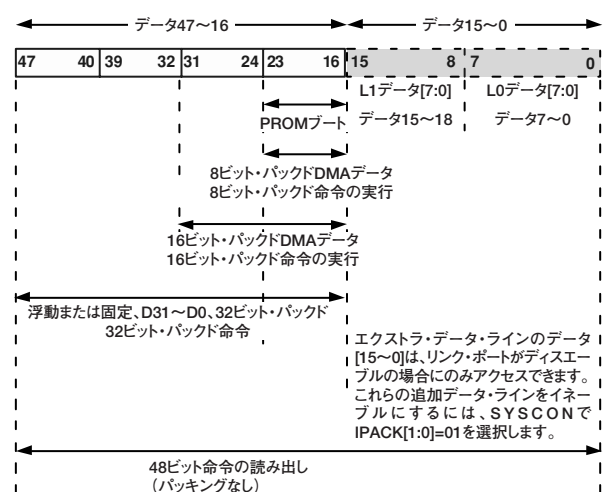 データ47～16
データ15～0
47 40 39 32 31 24 23 16 15 8 7 0
L1データ[7:0]
L0データ[7:0]
PROMブート
データ15～18
データ7～0
8ビット・パックドDMAデータ
8ビット・パックド命令の実行
16ビット・パックドDMAデータ
16ビット・パックド命令の実行
浮動または固定、D31～D0、32ビット・パックド
32ビット・パックド命令
エクストラ・データ・ラインのデータ
[15～0]は、リンク・ポートがディスエー
ブルの場合にのみアクセスできます。
これらの追加データ・ラインをイネー
ブルにするには、SYSCONで
IPACK[1:0]=01を選択します。
48ビット命令の読み出し
(パッキングなし)